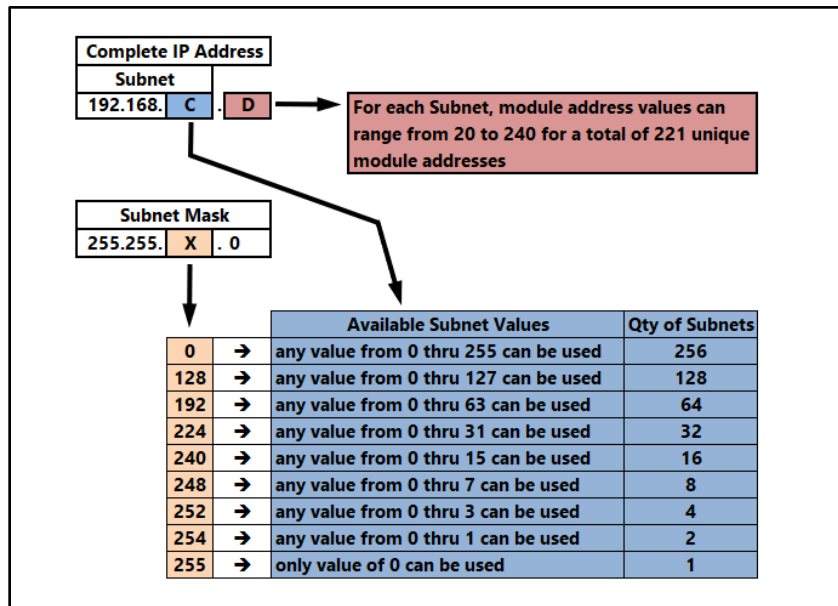 Complete IP Address
Subnet
192.168. C . D
For each Subnet, module address values can
range from 20 to 240 for a total of 221 unique
module addresses
Subnet Mask
255.255. X . 0
Available Subnet Values Qty of Subnets
0 → any value from 0 thru 255 can be used 256
128 → any value from 0 thru 127 can be used 128
192 → any value from 0 thru 63 can be used 64
224 → any value from 0 thru 31 can be used 32
240 → any value from 0 thru 15 can be used 16
248 → any value from 0 thru 7 can be used 8
252 → any value from 0 thru 3 can be used 4
254 → any value from 0 thru 1 can be used 2
255 → only value of 0 can be used 1